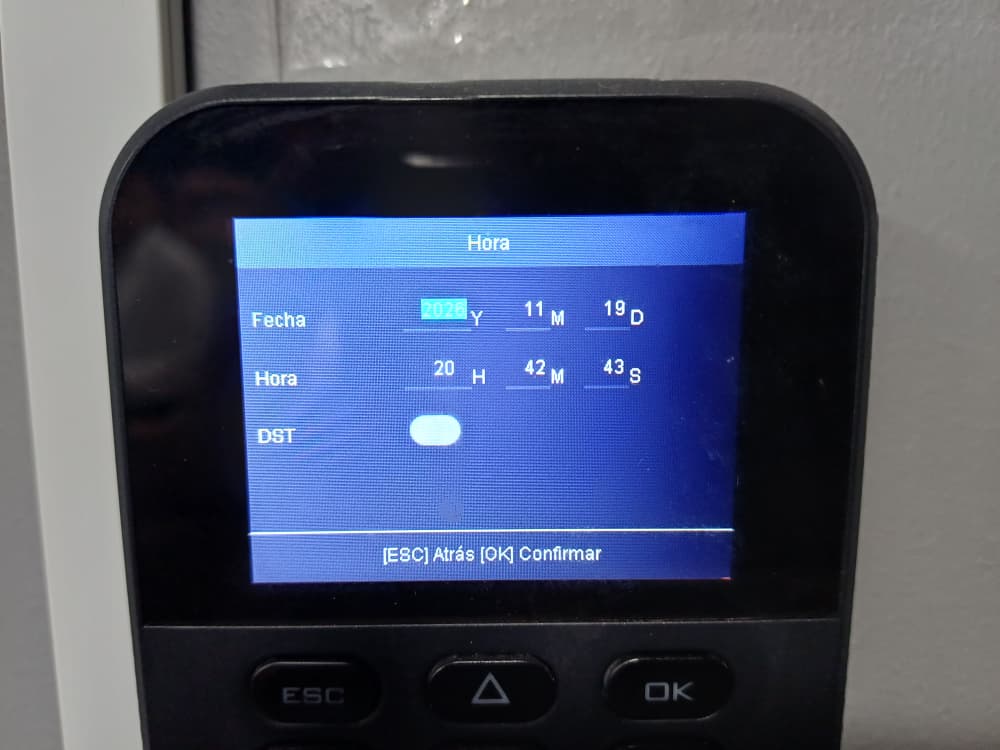 Hora
Fecha 2026 Y 11 M 19 D
Hora 20 H 42 M 43 S
DST
[ESC] Atrás [OK] Confirmar
ESC △ OK